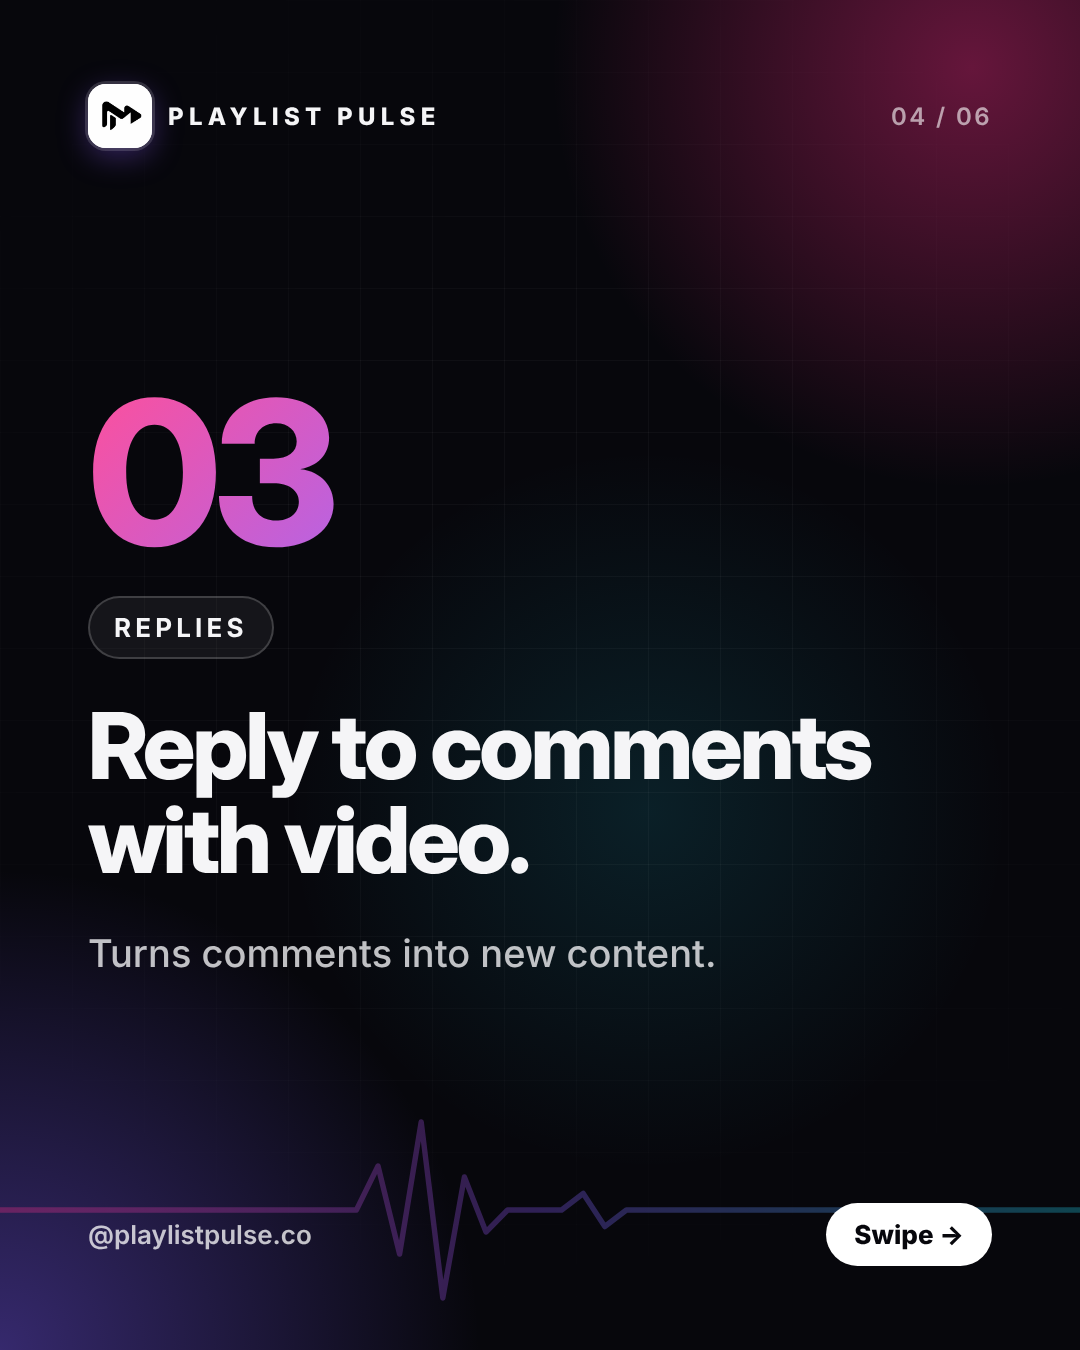 PLAYLIST PULSE
04 / 06
03
REPLIES
Reply to comments
with video.
Turns comments into new content.
@playlistpulse.co
Swipe →